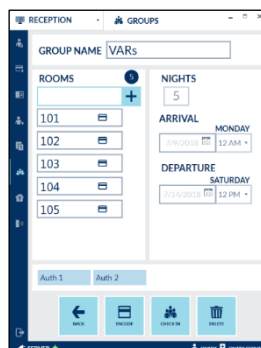 RECEPTION GROUPS
GROUP NAME VARs
ROOMS 5
101
102
103
104
105
NIGHTS
5
ARRIVAL
MONDAY
7/9/2018 12 AM
DEPARTURE
SATURDAY
7/14/2018 12 PM
Auth 1 Auth 2
BACK ENCODE CHECK IN DELETE
SERVER